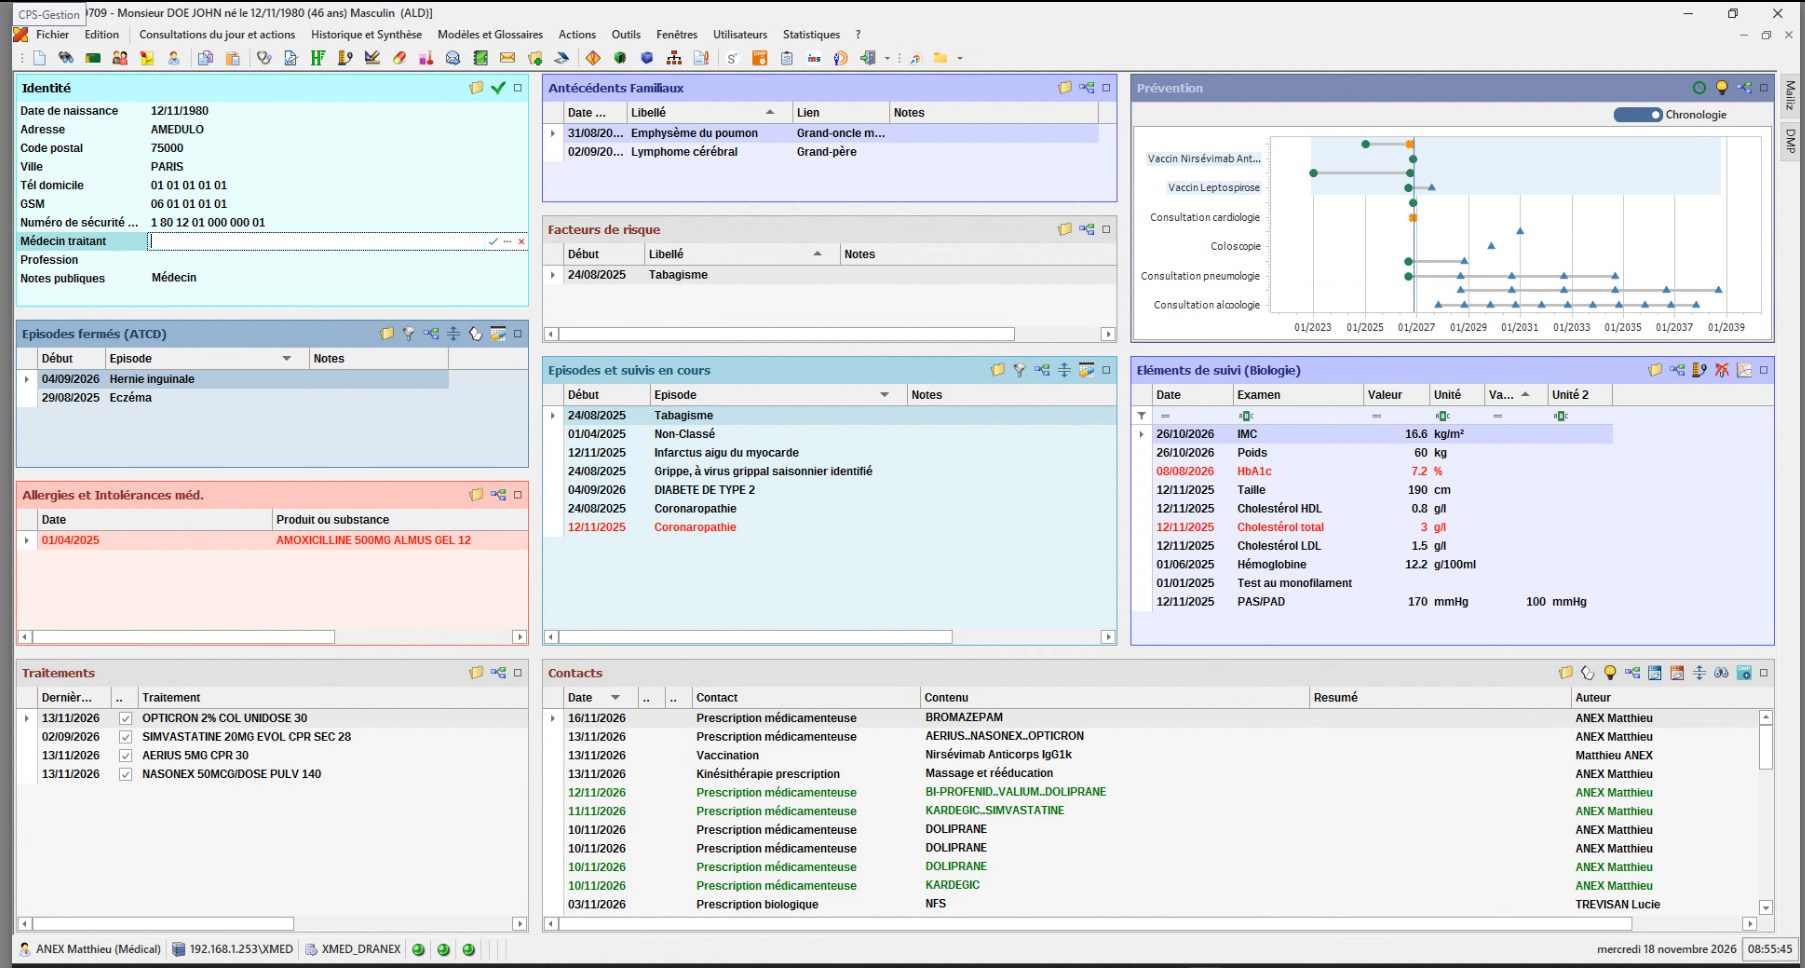 CPS-Gestion
0709 - Monsieur DOE JOHN né le 12/11/1980 (46 ans) Masculin (ALD)]
Fichier Edition Consultations du jour et actions Historique et Synthèse Modèles et Glossaires Actions Outils Fenêtres Utilisateurs Statistiques ?
Identité
Date de naissance 12/11/1980
Adresse AMEDULO
Code postal 75000
Ville PARIS
Tél domicile 01 01 01 01 01
GSM 06 01 01 01 01
Numéro de sécurité ... 1 80 12 01 000 000 01
Médecin traitant
Profession
Notes publiques Médecin
Antécédents Familiaux
Date ... Libellé Lien Notes
31/08/20... Emphysème du poumon Grand-oncle m...
02/09/20... Lymphome cérébral Grand-père
Facteurs de risque
Début Libellé Notes
24/08/2025 Tabagisme
Prévention
Chronologie
Vaccin Nirsévimab Ant...
Vaccin Leptospirose
Consultation cardiologie
Coloscopie
Consultation pneumologie
Consultation alcoologie
01/2023 01/2025 01/2027 01/2029 01/2031 01/2033 01/2035 01/2037 01/2039
Mailiz
DMP
Episodes fermés (ATCD)
Début Episode Notes
04/09/2026 Hernie inguinale
29/08/2025 Eczéma
Allergies et Intolérances méd.
Date Produit ou substance
01/04/2025 AMOXICILLINE 500MG ALMUS GEL 12
Episodes et suivis en cours
Début Episode Notes
24/08/2025 Tabagisme
01/04/2025 Non-Classé
12/11/2025 Infarctus aigu du myocarde
24/08/2025 Grippe, à virus grippal saisonnier identifié
04/09/2026 DIABETE DE TYPE 2
24/08/2025 Coronaropathie
12/11/2025 Coronaropathie
Eléments de suivi (Biologie)
Date Examen Valeur Unité Va... Unité 2
26/10/2026 IMC 16.6 kg/m²
26/10/2026 Poids 60 kg
08/08/2026 HbA1c 7.2 %
12/11/2025 Taille 190 cm
12/11/2025 Cholestérol HDL 0.8 g/l
12/11/2025 Cholestérol total 3 g/l
12/11/2025 Cholestérol LDL 1.5 g/l
01/06/2025 Hémoglobine 12.2 g/100ml
01/01/2025 Test au monofilament
12/11/2025 PAS/PAD 170 mmHg 100 mmHg
Traitements
Dernièr... .. Traitement
13/11/2026 OPTICRON 2% COL UNIDOSE 30
02/09/2026 SIMVASTATINE 20MG EVOL CPR SEC 28
13/11/2026 AERIUS 5MG CPR 30
13/11/2026 NASONEX 50MCG/DOSE PULV 140
Contacts
Date .. .. Contact Contenu Resumé Auteur
16/11/2026 Prescription médicamenteuse BROMAZEPAM ANEX Matthieu
13/11/2026 Prescription médicamenteuse AERIUS..NASONEX..OPTICRON ANEX Matthieu
13/11/2026 Vaccination Nirsévimab Anticorps IgG1k Matthieu ANEX
13/11/2026 Kinésithérapie prescription Massage et rééducation ANEX Matthieu
12/11/2026 Prescription médicamenteuse BI-PROFENID..VALIUM..DOLIPRANE ANEX Matthieu
11/11/2026 Prescription médicamenteuse KARDEGIC..SIMVASTATINE ANEX Matthieu
10/11/2026 Prescription médicamenteuse DOLIPRANE ANEX Matthieu
10/11/2026 Prescription médicamenteuse DOLIPRANE ANEX Matthieu
10/11/2026 Prescription médicamenteuse DOLIPRANE ANEX Matthieu
10/11/2026 Prescription médicamenteuse KARDEGIC ANEX Matthieu
03/11/2026 Prescription biologique NFS TREVISAN Lucie
ANEX Matthieu (Médical) 192.168.1.253\XMED XMED_DRANEX mercredi 18 novembre 2026 08:55:45